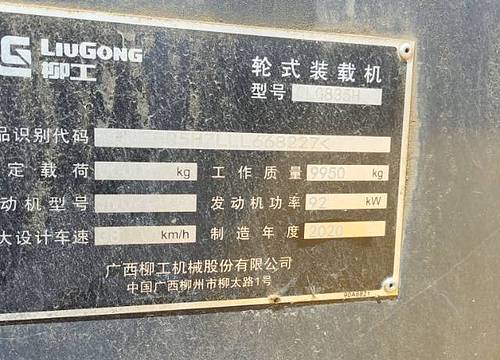 LIUGONG
柳工
轮式装载机
型号 CLG835H
品识别代码 668227<
定载荷 kg 工作质量 9950 kg
动机型号 发动机功率 92 kW
大设计车速 38 km/h 制造年度 2020
广西柳工机械股份有限公司
中国广西柳州市柳太路1号